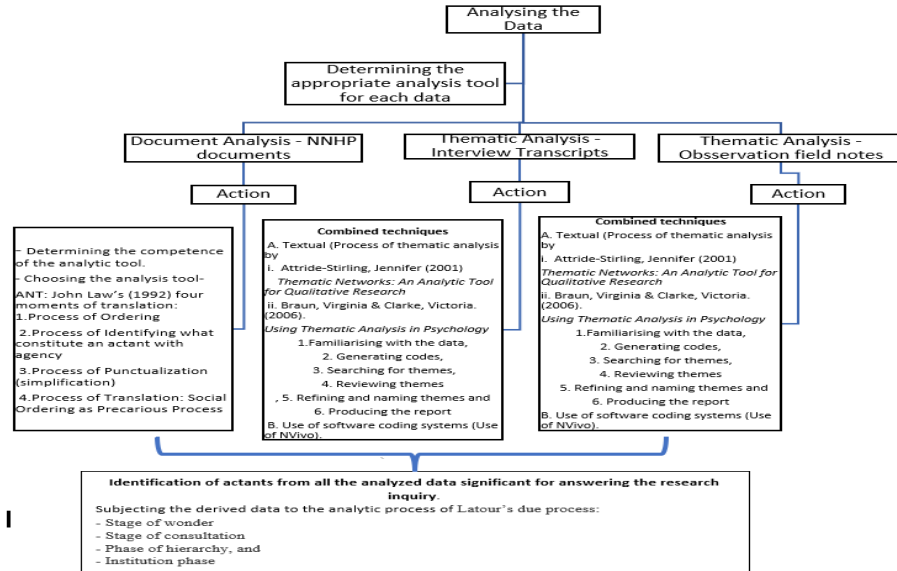 Analysing the
Data
Determining the
appropriate analysis tool
for each data
Document Analysis - NNHP
documents
Thematic Analysis -
Interview Transcripts
Thematic Analysis -
Obsservation field notes
Action
Action
Action
- Determining the competence
of the analytic tool.
- Choosing the analysis tool-
ANT: John Law's (1992) four
moments of translation:
1.Process of Ordering
2.Process of Identifying what
constitute an actant with
agency
3.Process of Punctualization
(simplification)
4.Process of Translation: Social
Ordering as Precarious Process
Combined techniques
A. Textual (Process of thematic analysis
by
i. Attride-Stirling, Jennifer (2001)
Thematic Networks: An Analytic Tool
for Qualitative Research
ii. Braun, Virginia & Clarke, Victoria.
(2006).
Using Thematic Analysis in Psychology
1.Familiarising with the data,
2. Generating codes,
3. Searching for themes,
4. Reviewing themes
, 5. Refining and naming themes and
6. Producing the report
B. Use of software coding systems (Use
of NVivo).
Combined techniques
A. Textual (Process of thematic analysis
by
i. Attride-Stirling, Jennifer (2001)
Thematic Networks: An Analytic Tool for
Qualitative Research
ii. Braun, Virginia & Clarke, Victoria.
(2006).
Using Thematic Analysis in Psychology
1.Familiarising with the data,
2. Generating codes,
3. Searching for themes,
4. Reviewing themes
5. Refining and naming themes and
6. Producing the report
B. Use of software coding systems (Use
of NVivo).
Identification of actants from all the analyzed data significant for answering the research
inquiry.
Subjecting the derived data to the analytic process of Latour's due process:
- Stage of wonder
- Stage of consultation
- Phase of hierarchy, and
- Institution phase